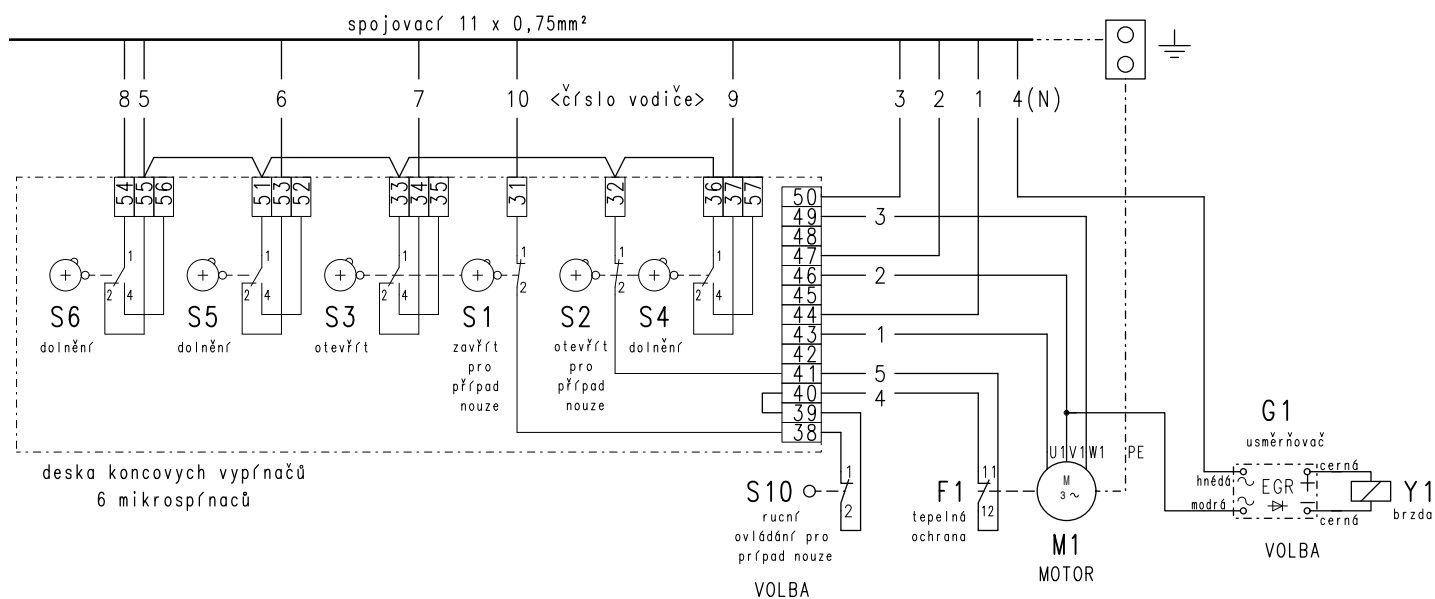 spojovací 11 x 0,75mm²
8 5 6 7 10 <číslo vodiče> 9 3 2 1 4(N)
54 55 56 51 53 52 33 34 35 31 32 36 37 57
50
49 3
48
47
46 2
45
44
43 1
42
41 5
40 4
39
38
1 1 1 1 1 1
2 4 2 4 2 4 2 2 2 4
S6 S5 S3 S1 S2 S4
dolnění dolnění otevřít zavřít otevřít dolnění
pro pro
případ případ
nouze nouze
deska koncovych vypínačů
6 mikrospínaců
S10
1
2
rucní
ovládání pro
prípad nouze
VOLBA
F1
11
12
tepelná
ochrana
U1 V1 W1 PE
M
3 ~
M1
MOTOR
G1
usměrňovač
hnědá ~ EGR + cerná
modrá ~ – cerná
VOLBA
Y1
brzda